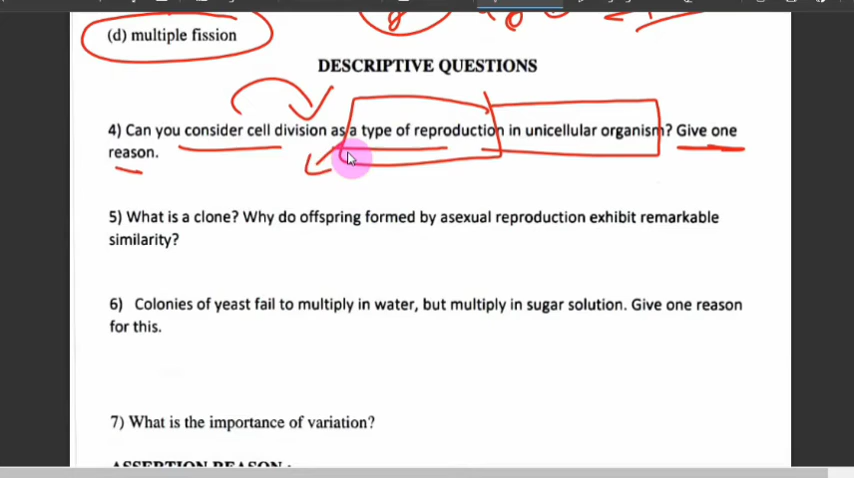 (d) multiple fission
DESCRIPTIVE QUESTIONS
4) Can you consider cell division as a type of reproduction in unicellular organism? Give one
reason.
5) What is a clone? Why do offspring formed by asexual reproduction exhibit remarkable
similarity?
6) Colonies of yeast fail to multiply in water, but multiply in sugar solution. Give one reason
for this.
7) What is the importance of variation?
ASSERTION REASON :